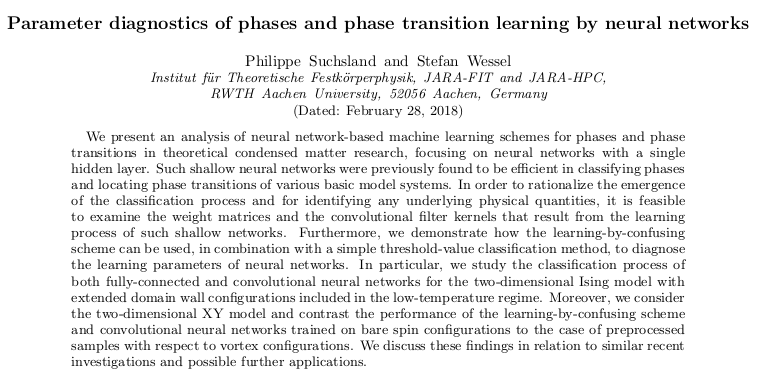 Parameter diagnostics of phases and phase transition learning by neural networks
Philippe Suchsland and Stefan Wessel
Institut für Theoretische Festkörperphysik, JARA-FIT and JARA-HPC,
RWTH Aachen University, 52056 Aachen, Germany
(Dated: February 28, 2018)
We present an analysis of neural network-based machine learning schemes for phases and phase
transitions in theoretical condensed matter research, focusing on neural networks with a single
hidden layer. Such shallow neural networks were previously found to be efficient in classifying phases
and locating phase transitions of various basic model systems. In order to rationalize the emergence
of the classification process and for identifying any underlying physical quantities, it is feasible
to examine the weight matrices and the convolutional filter kernels that result from the learning
process of such shallow networks. Furthermore, we demonstrate how the learning-by-confusing
scheme can be used, in combination with a simple threshold-value classification method, to diagnose
the learning parameters of neural networks. In particular, we study the classification process of
both fully-connected and convolutional neural networks for the two-dimensional Ising model with
extended domain wall configurations included in the low-temperature regime. Moreover, we consider
the two-dimensional XY model and contrast the performance of the learning-by-confusing scheme
and convolutional neural networks trained on bare spin configurations to the case of preprocessed
samples with respect to vortex configurations. We discuss these findings in relation to similar recent
investigations and possible further applications.